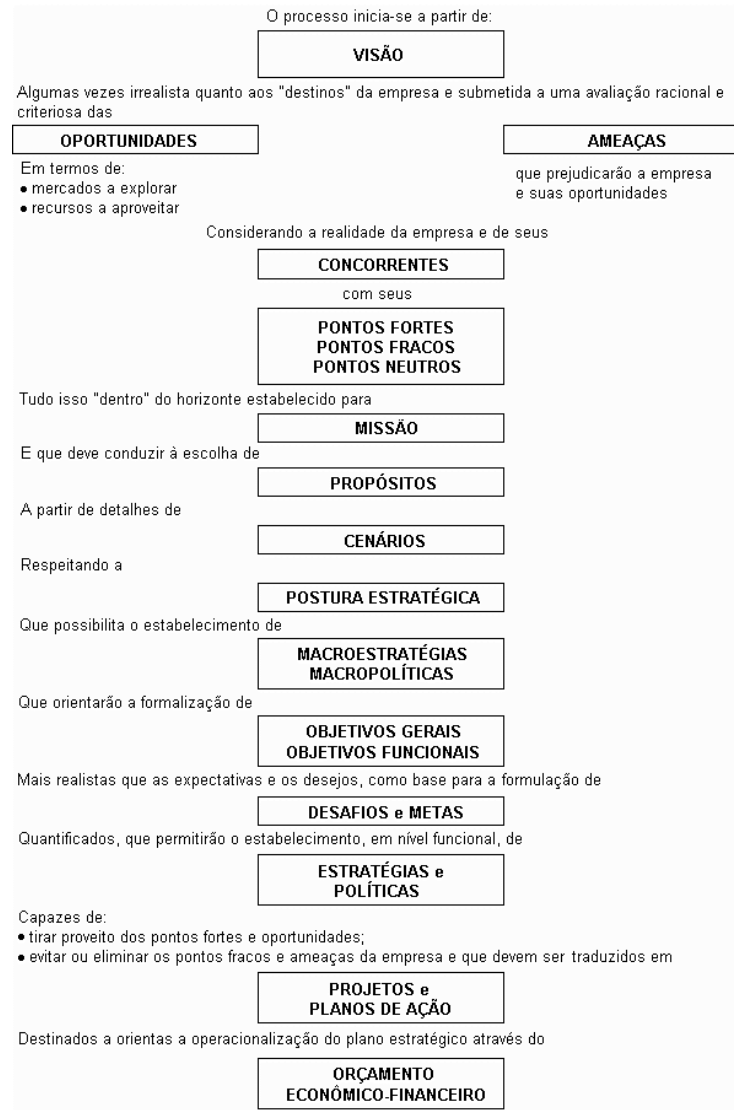 O processo inicia-se a partir de:
VISÃO
Algumas vezes irrealista quanto aos "destinos" da empresa e submetida a uma avaliação racional e
criteriosa das
OPORTUNIDADES
AMEAÇAS
Em termos de:
• mercados a explorar
• recursos a aproveitar
que prejudicarão a empresa
e suas oportunidades
Considerando a realidade da empresa e de seus
CONCORRENTES
com seus
PONTOS FORTES
PONTOS FRACOS
PONTOS NEUTROS
Tudo isso "dentro" do horizonte estabelecido para
MISSÃO
E que deve conduzir à escolha de
PROPÓSITOS
A partir de detalhes de
CENÁRIOS
Respeitando a
POSTURA ESTRATÉGICA
Que possibilita o estabelecimento de
MACROESTRATÉGIAS
MACROPOLÍTICAS
Que orientarão a formalização de
OBJETIVOS GERAIS
OBJETIVOS FUNCIONAIS
Mais realistas que as expectativas e os desejos, como base para a formulação de
DESAFIOS e METAS
Quantificados, que permitirão o estabelecimento, em nível funcional, de
ESTRATÉGIAS e
POLÍTICAS
Capazes de:
• tirar proveito dos pontos fortes e oportunidades;
• evitar ou eliminar os pontos fracos e ameaças da empresa e que devem ser traduzidos em
PROJETOS e
PLANOS DE AÇÃO
Destinados a orientas a operacionalização do plano estratégico através do
ORÇAMENTO
ECONÔMICO-FINANCEIRO